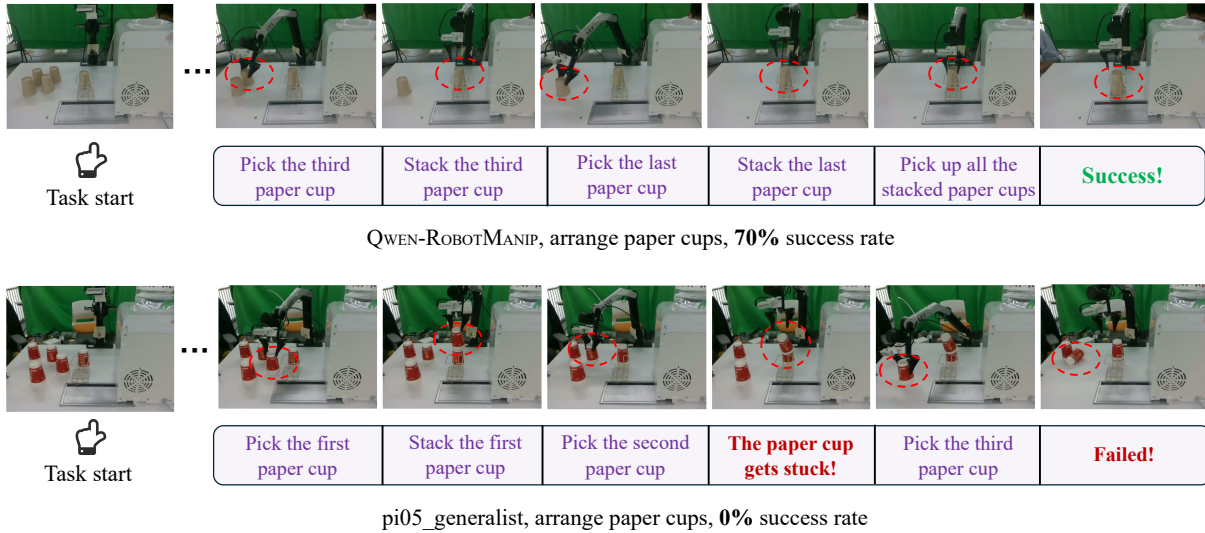 ...
Task start
Pick the third
paper cup
Stack the third
paper cup
Pick the last
paper cup
Stack the last
paper cup
Pick up all the
stacked paper cups
Success!
QWEN-ROBOTMANIP, arrange paper cups, 70% success rate
...
Task start
Pick the first
paper cup
Stack the first
paper cup
Pick the second
paper cup
The paper cup
gets stuck!
Pick the third
paper cup
Failed!
pi05_generalist, arrange paper cups, 0% success rate